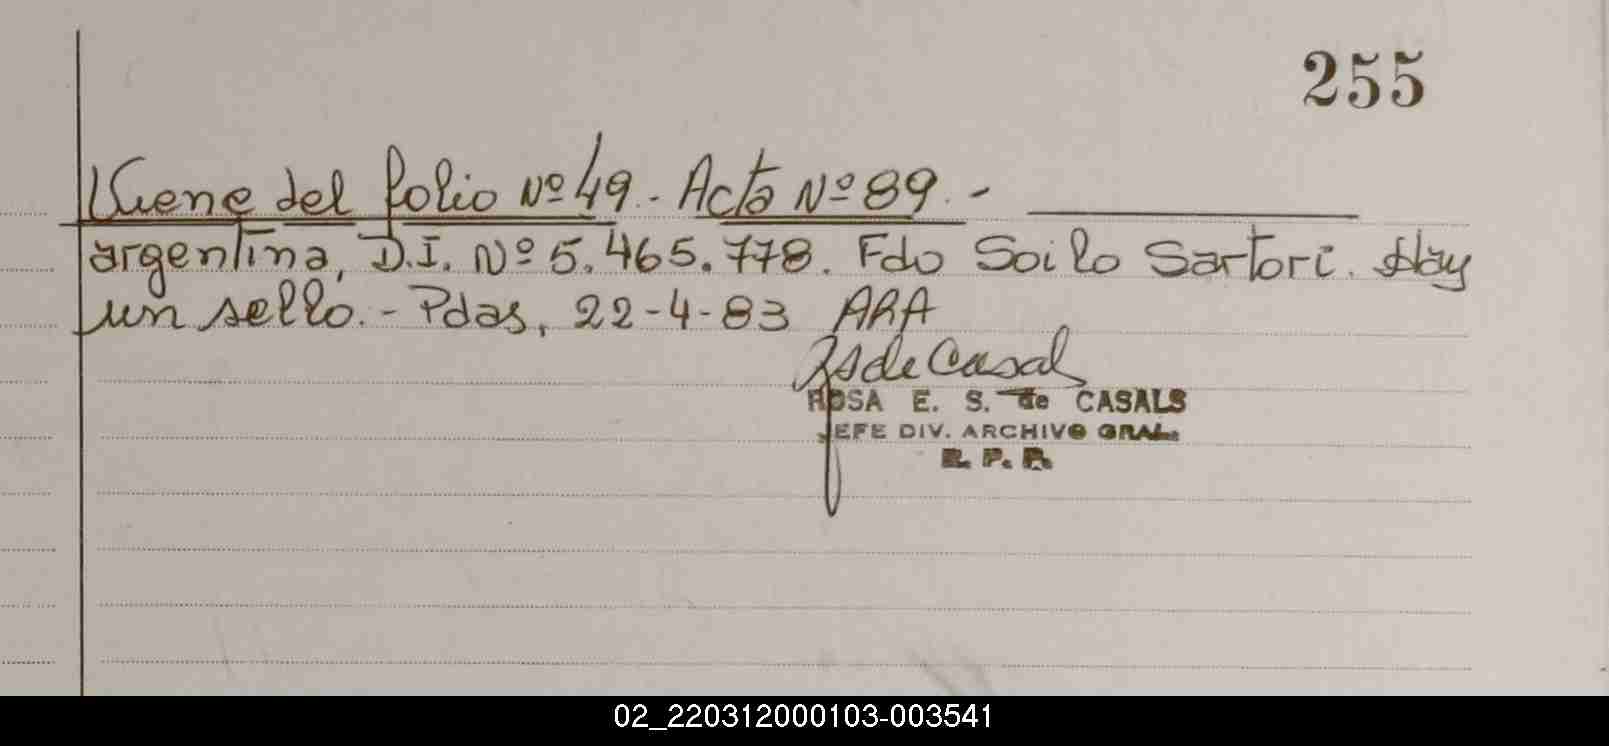 255
Viene del folio Nº 49.- Acta Nº 89.-
argentina, D.I. Nº 5.465.778. Fdo Soilo Sartori. Hay
un sello.- Pdas, 22-4-83 ARA
RsdeCasal
ROSA E. S. de CASALS
JEFE DIV. ARCHIVO GRAL.
R. P. P.
02_220312000103-003541